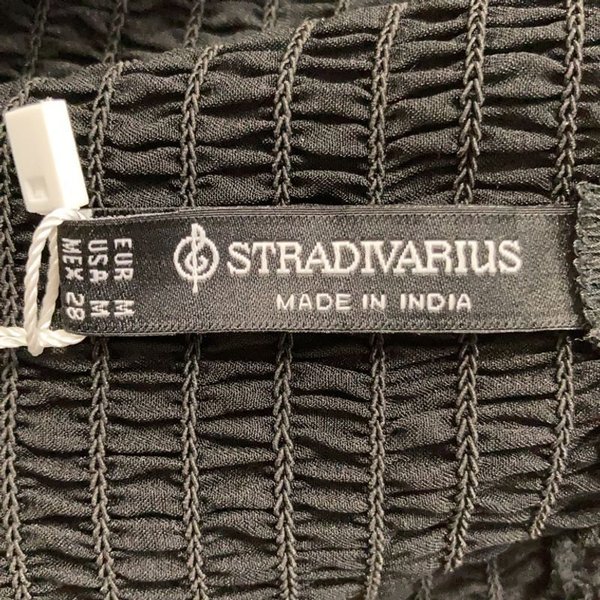 STRADIVARIUS
MADE IN INDIA
EUR M
USA M
MEX 28